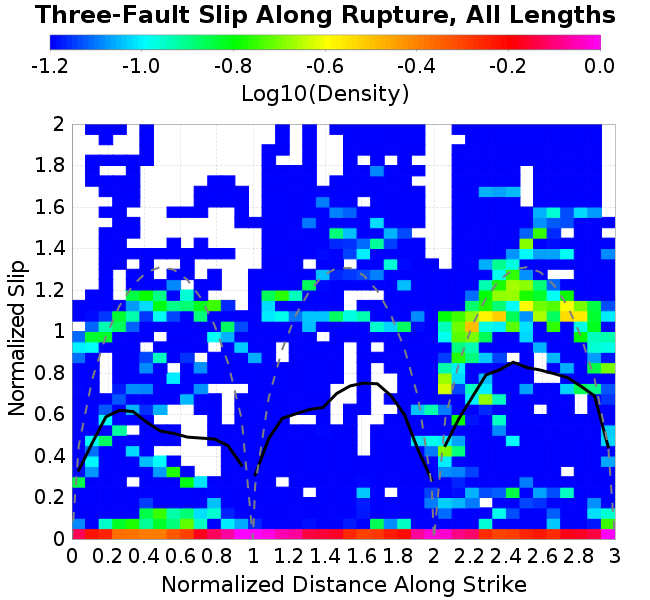 Three-Fault Slip Along Rupture, All Lengths
-1.2 -1.0 -0.8 -0.6 -0.4 -0.2 0.0
Log10(Density)
2
1.8
1.6
1.4
1.2
1
0.8
0.6
0.4
0.2
0
Normalized Slip
0 0.2 0.4 0.6 0.8 1 1.2 1.4 1.6 1.8 2 2.2 2.4 2.6 2.8 3
Normalized Distance Along Strike